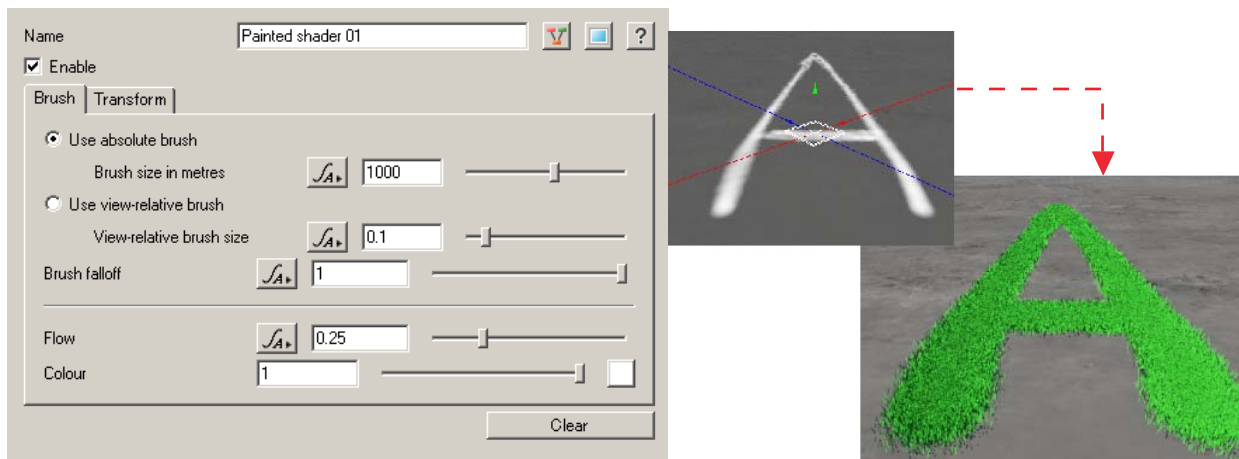 Name Painted shader 01 ?
Enable
Brush Transform
Use absolute brush
Brush size in metres 1000
Use view-relative brush
View-relative brush size 0.1
Brush falloff 1
Flow 0.25
Colour 1
Clear